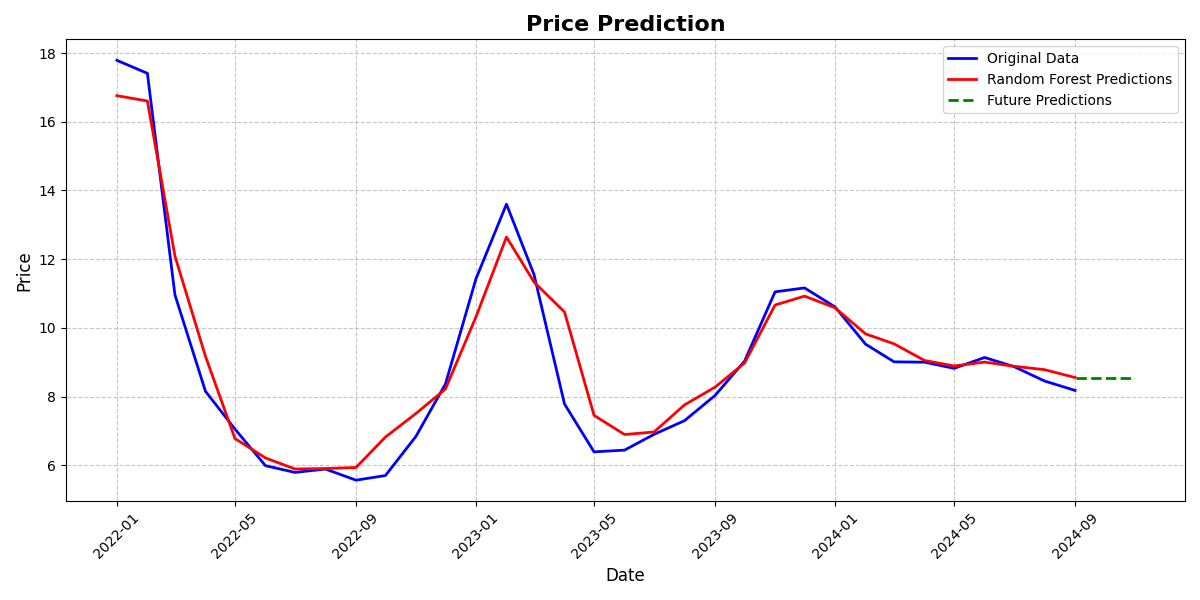 Price Prediction
Original Data
Random Forest Predictions
Future Predictions
Price
18
16
14
12
10
8
6
2022-01
2022-05
2022-09
2023-01
2023-05
2023-09
2024-01
2024-05
2024-09
Date